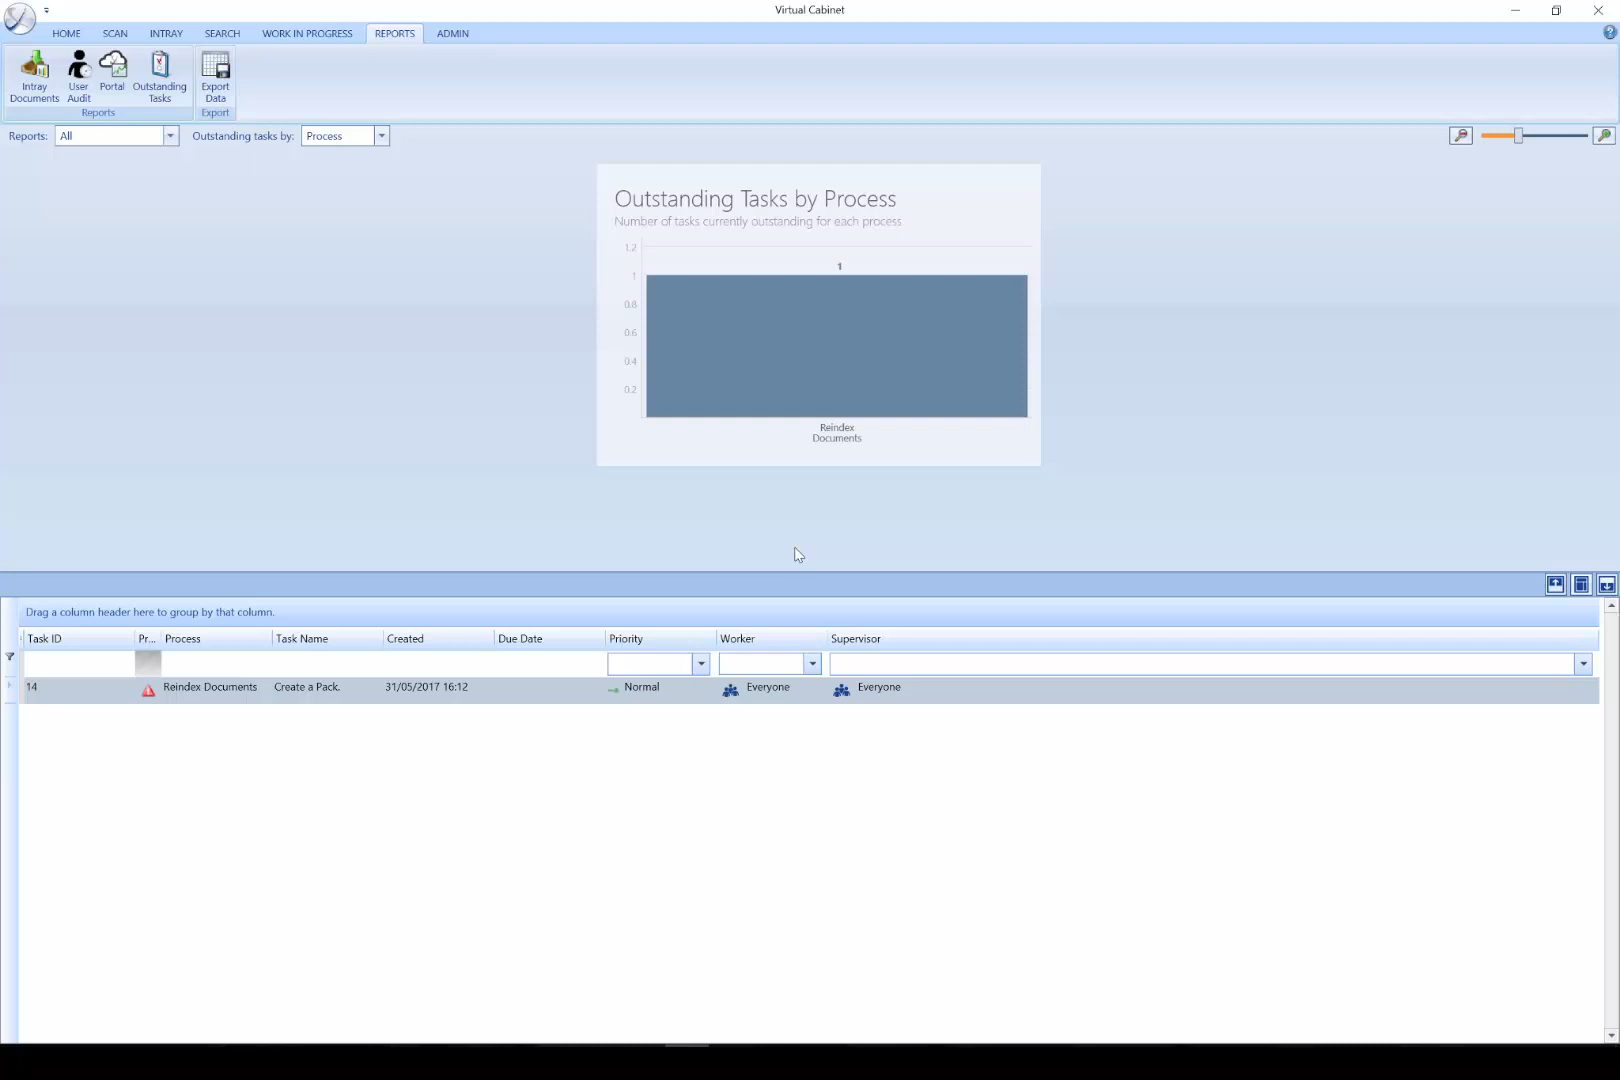 Virtual Cabinet
HOME SCAN INTRAY SEARCH WORK IN PROGRESS REPORTS ADMIN
Intray Documents
User Audit
Portal
Outstanding Tasks
Export Data
Reports
Export
Reports: All Outstanding tasks by: Process
Outstanding Tasks by Process
Number of tasks currently outstanding for each process
1.2
1
1
0.8
0.6
0.4
0.2
Reindex
Documents
Drag a column header here to group by that column.
Task ID Pr... Process Task Name Created Due Date Priority Worker Supervisor
14 Reindex Documents Create a Pack. 31/05/2017 16:12 Normal Everyone Everyone